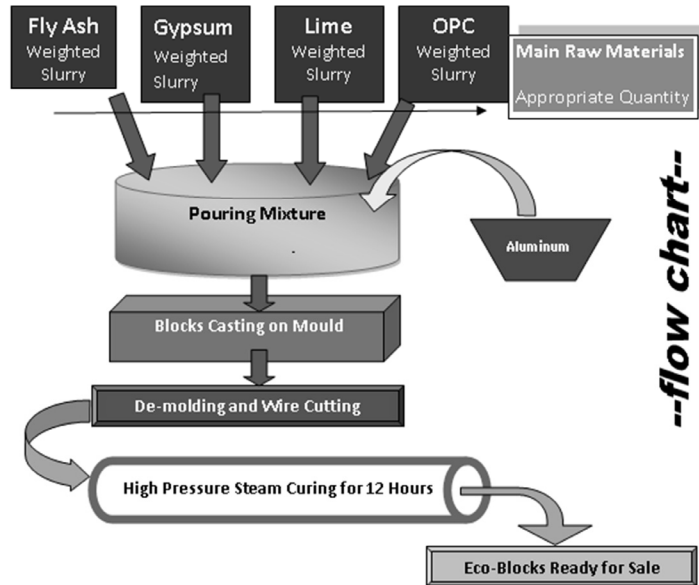 Fly Ash
Weighted
Slurry
Gypsum
Weighted
Slurry
Lime
Weighted
Slurry
OPC
Weighted
Slurry
Main Raw Materials
Appropriate Quantity
Pouring Mixture
Aluminum
--flow chart--
Blocks Casting on Mould
De-molding and Wire Cutting
High Pressure Steam Curing for 12 Hours
Eco-Blocks Ready for Sale